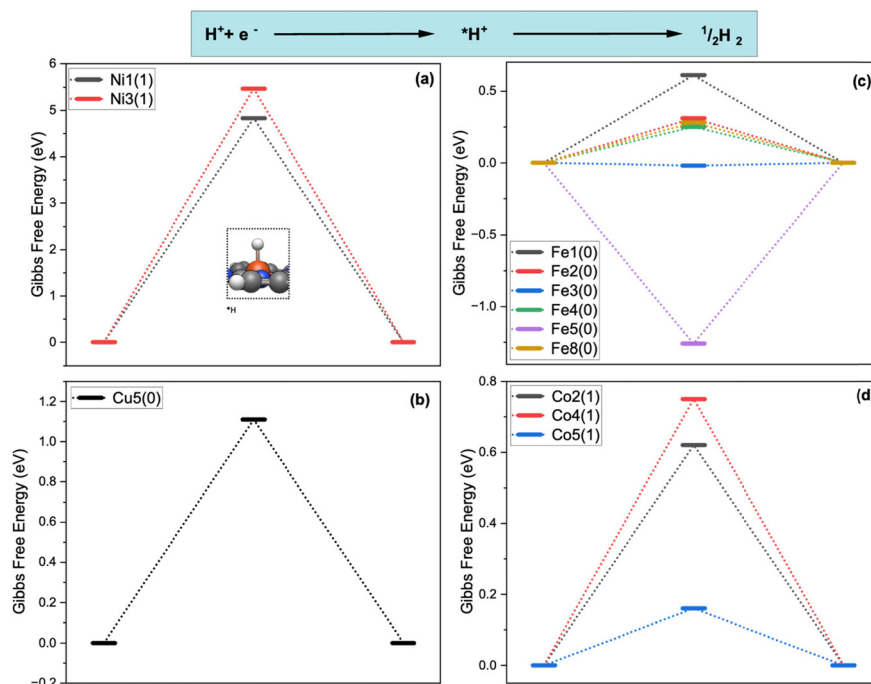 H⁺+ e⁻ *H⁺ ¹/₂H ₂
(a)
Ni1(1)
Ni3(1)
Gibbs Free Energy (eV)
6
5
4
3
2
1
0
*H
(c)
Gibbs Free Energy (eV)
0.5
0.0
−0.5
−1.0
Fe1(0)
Fe2(0)
Fe3(0)
Fe4(0)
Fe5(0)
Fe8(0)
(b)
Cu5(0)
Gibbs Free Energy (eV)
1.2
1.0
0.8
0.6
0.4
0.2
0.0
−0.2
(d)
Co2(1)
Co4(1)
Co5(1)
Gibbs Free Energy (eV)
0.8
0.6
0.4
0.2
0.0